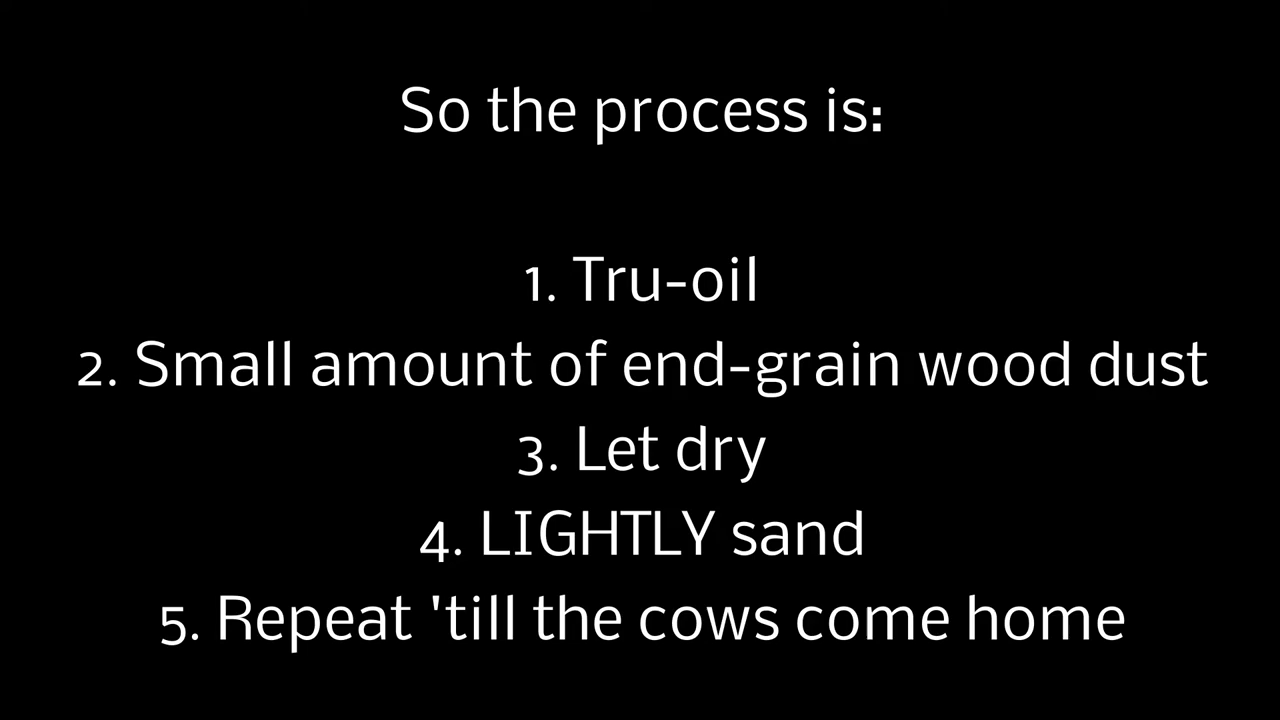 So the process is:
1. Tru-oil
2. Small amount of end-grain wood dust
3. Let dry
4. LIGHTLY sand
5. Repeat 'till the cows come home